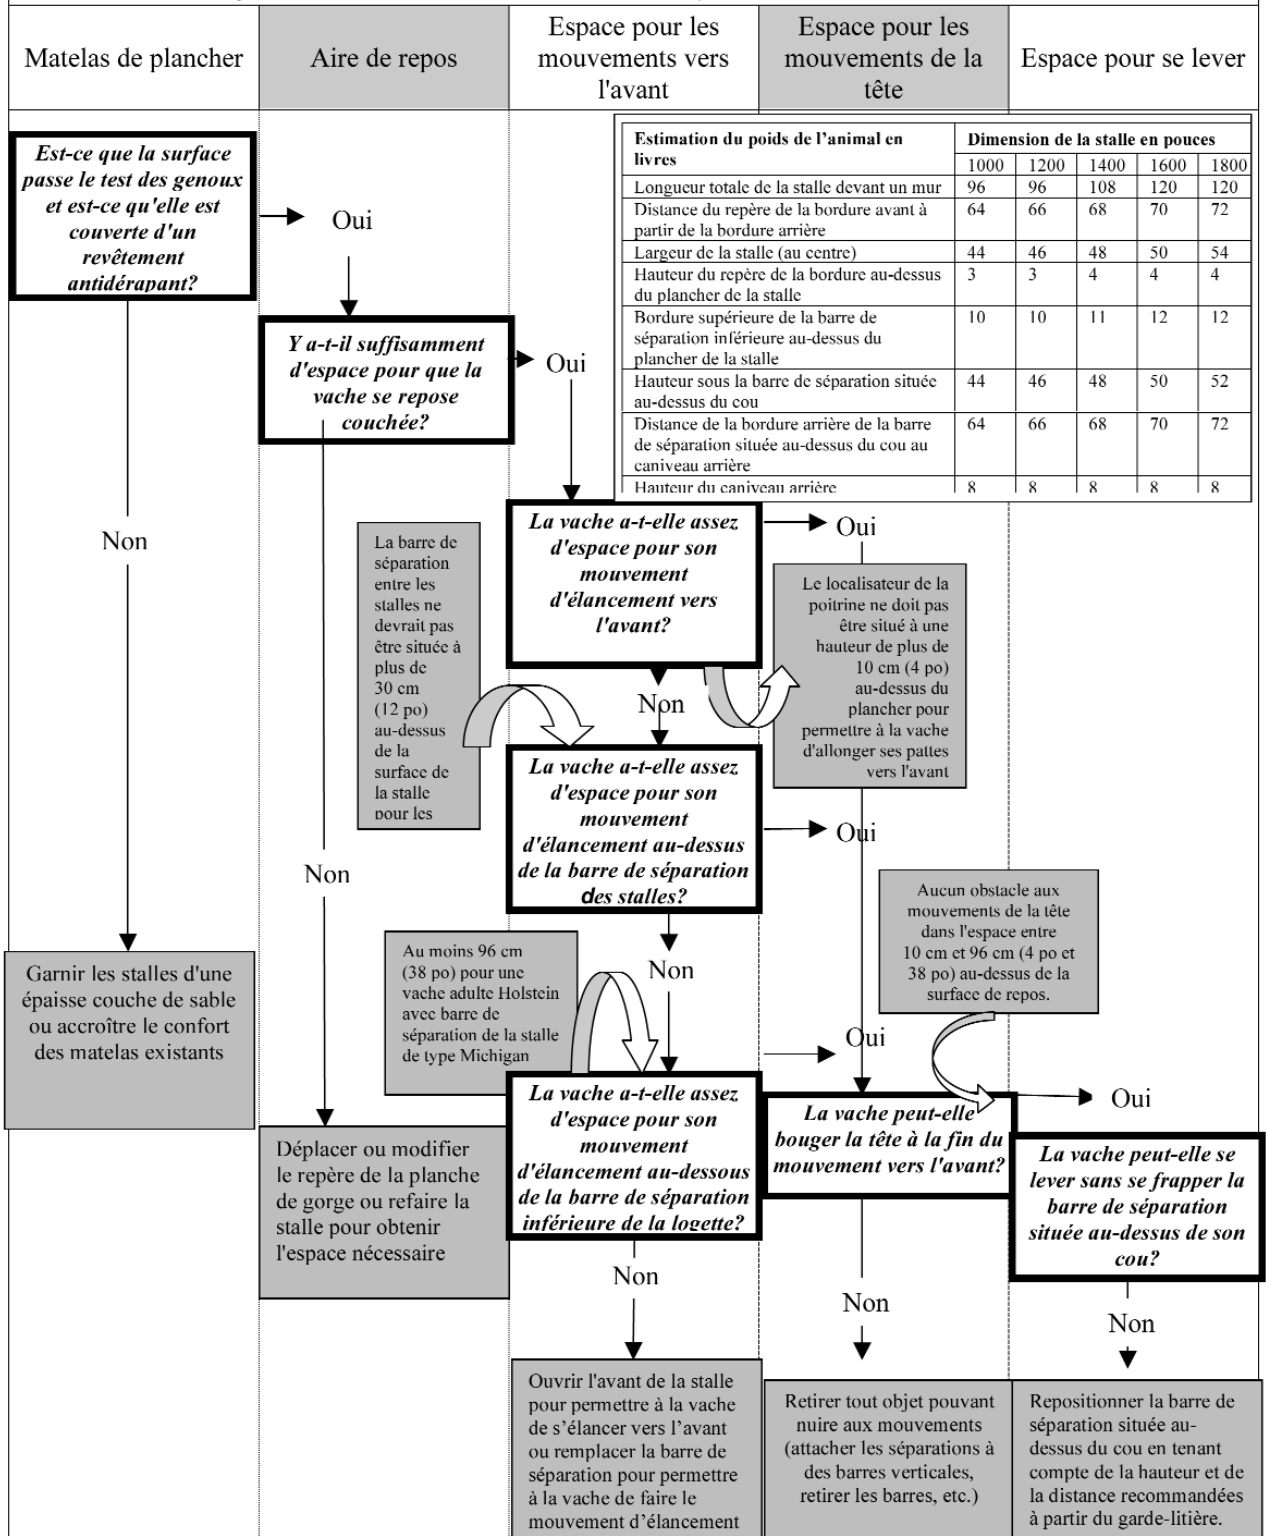 Matelas de plancher
Aire de repos
Espace pour les
mouvements vers
l'avant
Espace pour les
mouvements de la
tête
Espace pour se lever
Estimation du poids de l’animal en
livres
Dimension de la stalle en pouces
1000 1200 1400 1600 1800
Longueur totale de la stalle devant un mur 96 96 108 120 120
Distance du repère de la bordure avant à 64 66 68 70 72
partir de la bordure arrière
Largeur de la stalle (au centre) 44 46 48 50 54
Hauteur du repère de la bordure au-dessus 3 3 4 4 4
du plancher de la stalle
Bordure supérieure de la barre de 10 10 11 12 12
séparation inférieure au-dessus du
plancher de la stalle
Hauteur sous la barre de séparation située 44 46 48 50 52
au-dessus du cou
Distance de la bordure arrière de la barre 64 66 68 70 72
de séparation située au-dessus du cou au
caniveau arrière
Hauteur du caniveau arrière 8 8 8 8 8
Est-ce que la surface
passe le test des genoux
et est-ce qu'elle est
couverte d'un
revêtement
antidérapant?
Oui
Non
Garnir les stalles d'une
épaisse couche de sable
ou accroître le confort
des matelas existants
Y a-t-il suffisamment
d'espace pour que la
vache se repose
couchée?
Oui
Non
Déplacer ou modifier
le repère de la planche
de gorge ou refaire la
stalle pour obtenir
l'espace nécessaire
La vache a-t-elle assez
d'espace pour son
mouvement
d'élancement vers
l'avant?
Oui
Non
La barre de
séparation
entre les
stalles ne
devrait pas
être située à
plus de
30 cm
(12 po)
au-dessus
de la
surface de
la stalle
pour les
Le localisateur de la
poitrine ne doit pas
être situé à une
hauteur de plus de
10 cm (4 po)
au-dessus du
plancher pour
permettre à la vache
d'allonger ses pattes
vers l'avant
La vache a-t-elle assez
d'espace pour son
mouvement
d'élancement au-dessus
de la barre de séparation
des stalles?
Oui
Non
Au moins 96 cm
(38 po) pour une
vache adulte Holstein
avec barre de
séparation de la stalle
de type Michigan
Aucun obstacle aux
mouvements de la tête
dans l'espace entre
10 cm et 96 cm (4 po et
38 po) au-dessus de la
surface de repos.
La vache a-t-elle assez
d'espace pour son
mouvement
d'élancement au-dessous
de la barre de séparation
inférieure de la logette?
Oui
Non
Ouvrir l'avant de la stalle
pour permettre à la vache
de s’élancer vers l’avant
ou remplacer la barre de
séparation pour permettre
à la vache de faire le
mouvement d’élancement
La vache peut-elle
bouger la tête à la fin du
mouvement vers l'avant?
Oui
Non
Retirer tout objet pouvant
nuire aux mouvements
(attacher les séparations à
des barres verticales,
retirer les barres, etc.)
La vache peut-elle se
lever sans se frapper la
barre de séparation
située au-dessus de son
cou?
Non
Repositionner la barre de
séparation située au-
dessus du cou en tenant
compte de la hauteur et de
la distance recommandées
à partir du garde-litière.